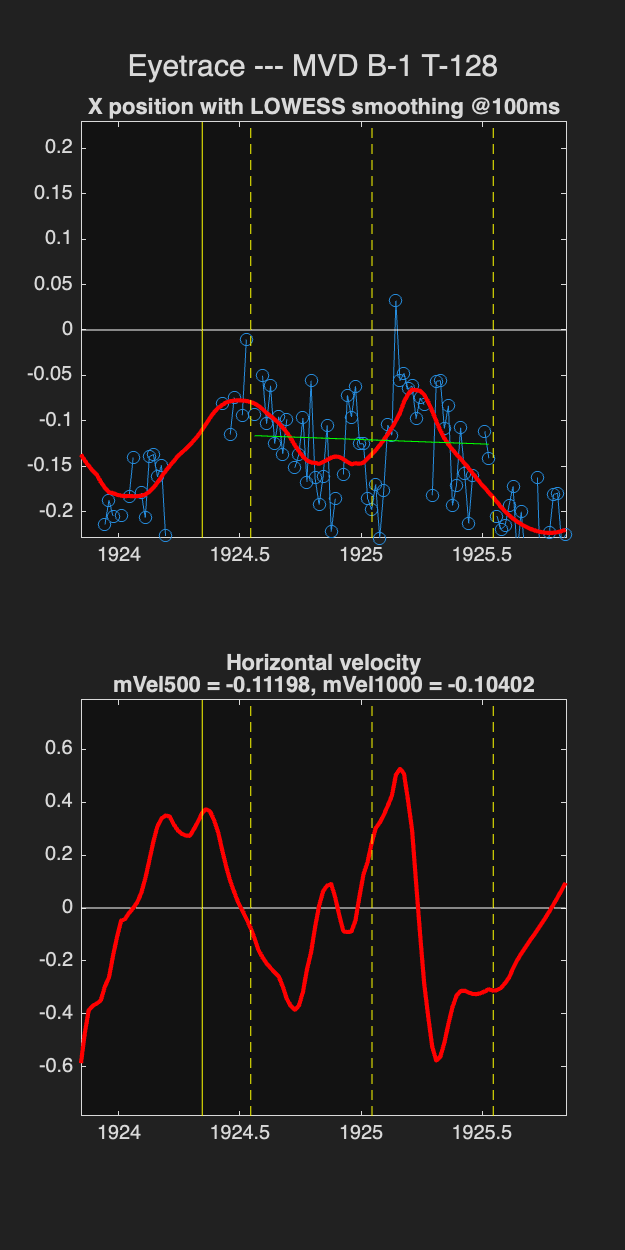 Eyetrace --- MVD B-1 T-128
X position with LOWESS smoothing @100ms
0.2
0.15
0.1
0.05
0
-0.05
-0.1
-0.15
-0.2
1924 1924.5 1925 1925.5
Horizontal velocity
mVel500 = -0.11198, mVel1000 = -0.10402
0.6
0.4
0.2
0
-0.2
-0.4
-0.6
1924 1924.5 1925 1925.5